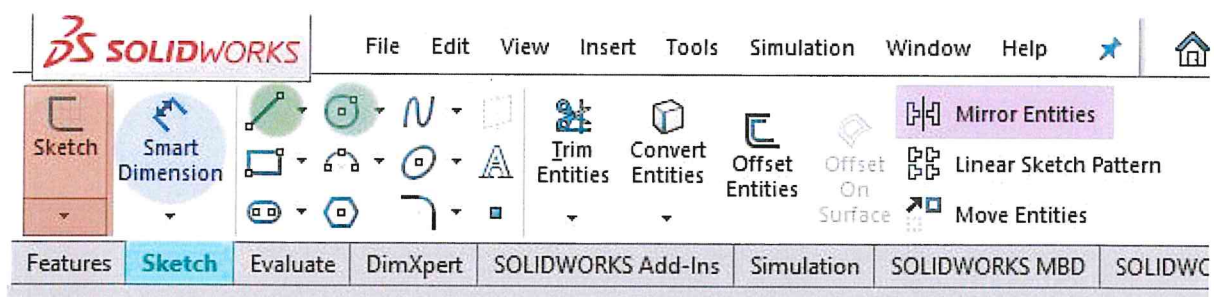 SOLIDWORKS File Edit View Insert Tools Simulation Window Help
Sketch
Smart
Dimension
Trim
Entities
Convert
Entities
Offset
Entities
Offset
On
Surface
Mirror Entities
Linear Sketch Pattern
Move Entities
Features Sketch Evaluate DimXpert SOLIDWORKS Add-Ins Simulation SOLIDWORKS MBD SOLIDWC